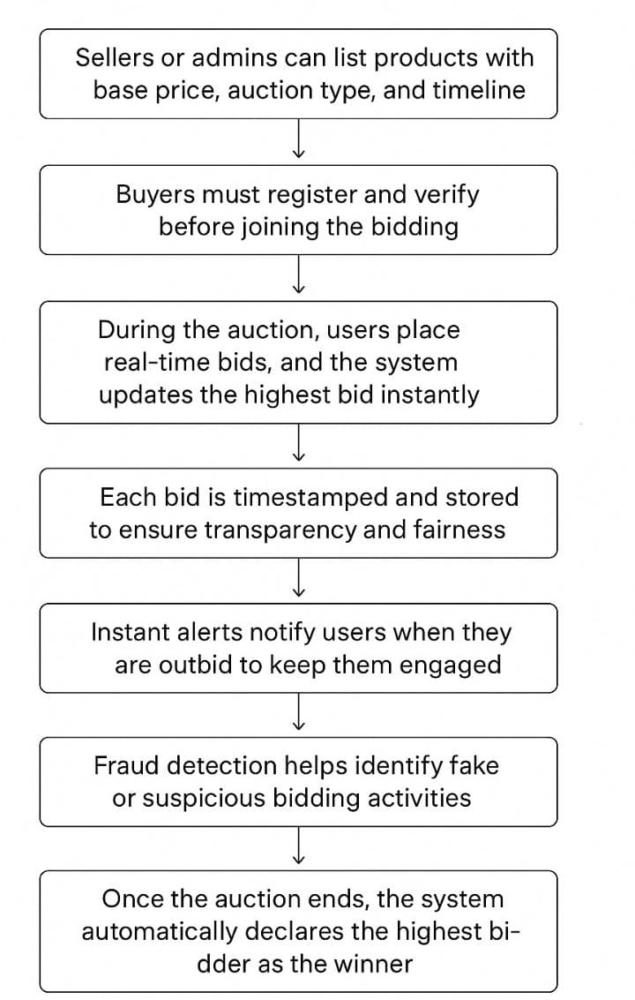 Sellers or admins can list products with
base price, auction type, and timeline
Buyers must register and verify
before joining the bidding
During the auction, users place
real-time bids, and the system
updates the highest bid instantly
Each bid is timestamped and stored
to ensure transparency and fairness
Instant alerts notify users when they
are outbid to keep them engaged
Fraud detection helps identify fake
or suspicious bidding activities
Once the auction ends, the system
automatically declares the highest bi-
dder as the winner